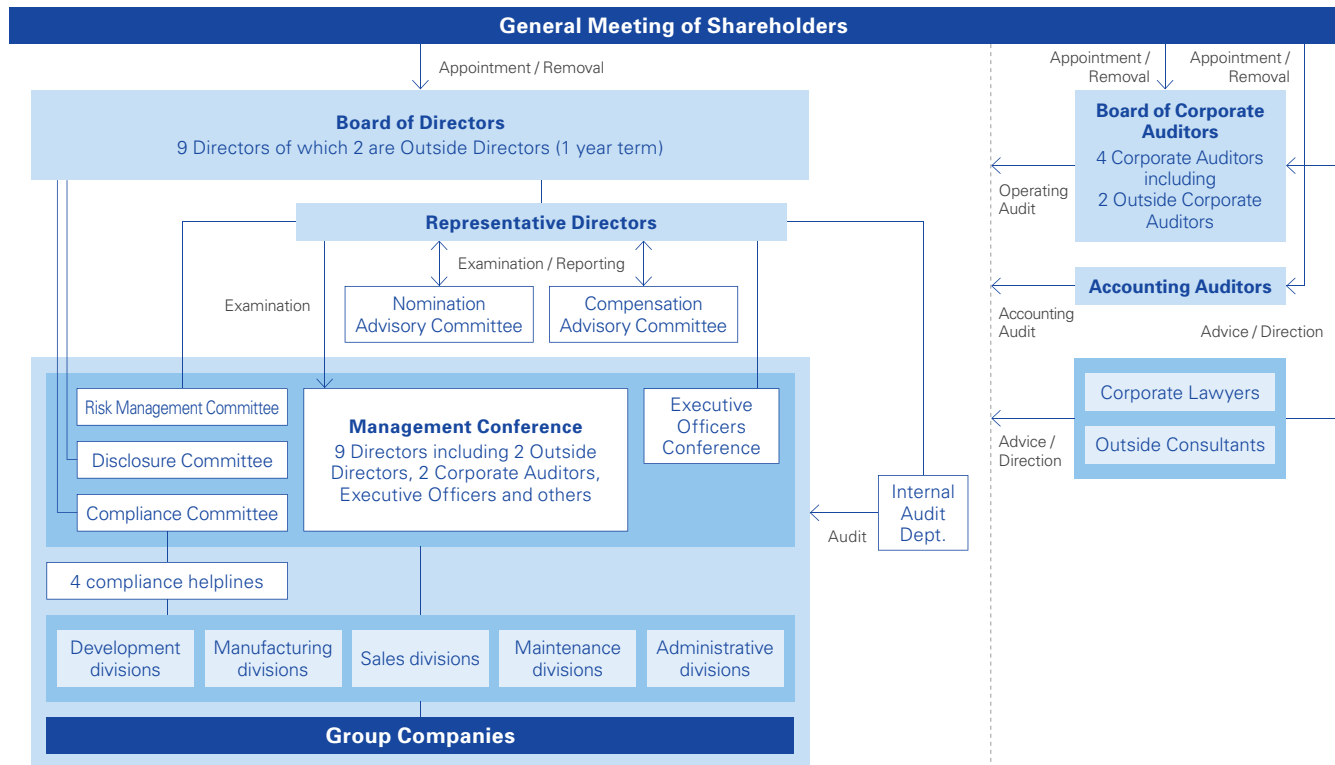 General Meeting of Shareholders
Appointment / Removal
Appointment /
Removal
Appointment /
Removal
Board of Directors
9 Directors of which 2 are Outside Directors (1 year term)
Board of Corporate
Auditors
4 Corporate Auditors
including
2 Outside Corporate
Auditors
Operating
Audit
Representative Directors
Examination / Reporting
Examination
Nomination
Advisory Committee
Compensation
Advisory Committee
Accounting Auditors
Accounting
Audit
Advice / Direction
Risk Management Committee
Disclosure Committee
Compliance Committee
Management Conference
9 Directors including 2 Outside
Directors, 2 Corporate Auditors,
Executive Officers and others
Executive
Officers
Conference
Corporate Lawyers
Outside Consultants
Advice /
Direction
Internal
Audit
Dept.
Audit
4 compliance helplines
Development
divisions
Manufacturing
divisions
Sales divisions
Maintenance
divisions
Administrative
divisions
Group Companies